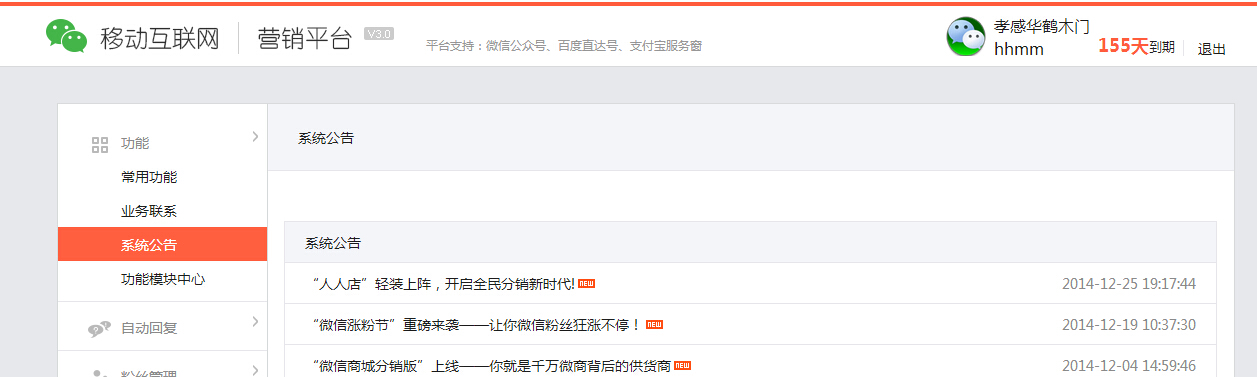 移动互联网 营销平台 V3.0 平台支持：微信公众号、百度直达号、支付宝服务窗
孝感华鹤木门
hhmm
155天到期 退出
功能
常用功能
业务联系
系统公告
功能模块中心
自动回复
粉丝管理
系统公告
系统公告
“人人店”轻装上阵，开启全民分销新时代! NEW 2014-12-25 19:17:44
“微信涨粉节”重磅来袭——让你微信粉丝狂涨不停！ NEW 2014-12-19 10:37:30
“微信商城分销版”上线——你就是千万微商背后的供货商 NEW 2014-12-04 14:59:46